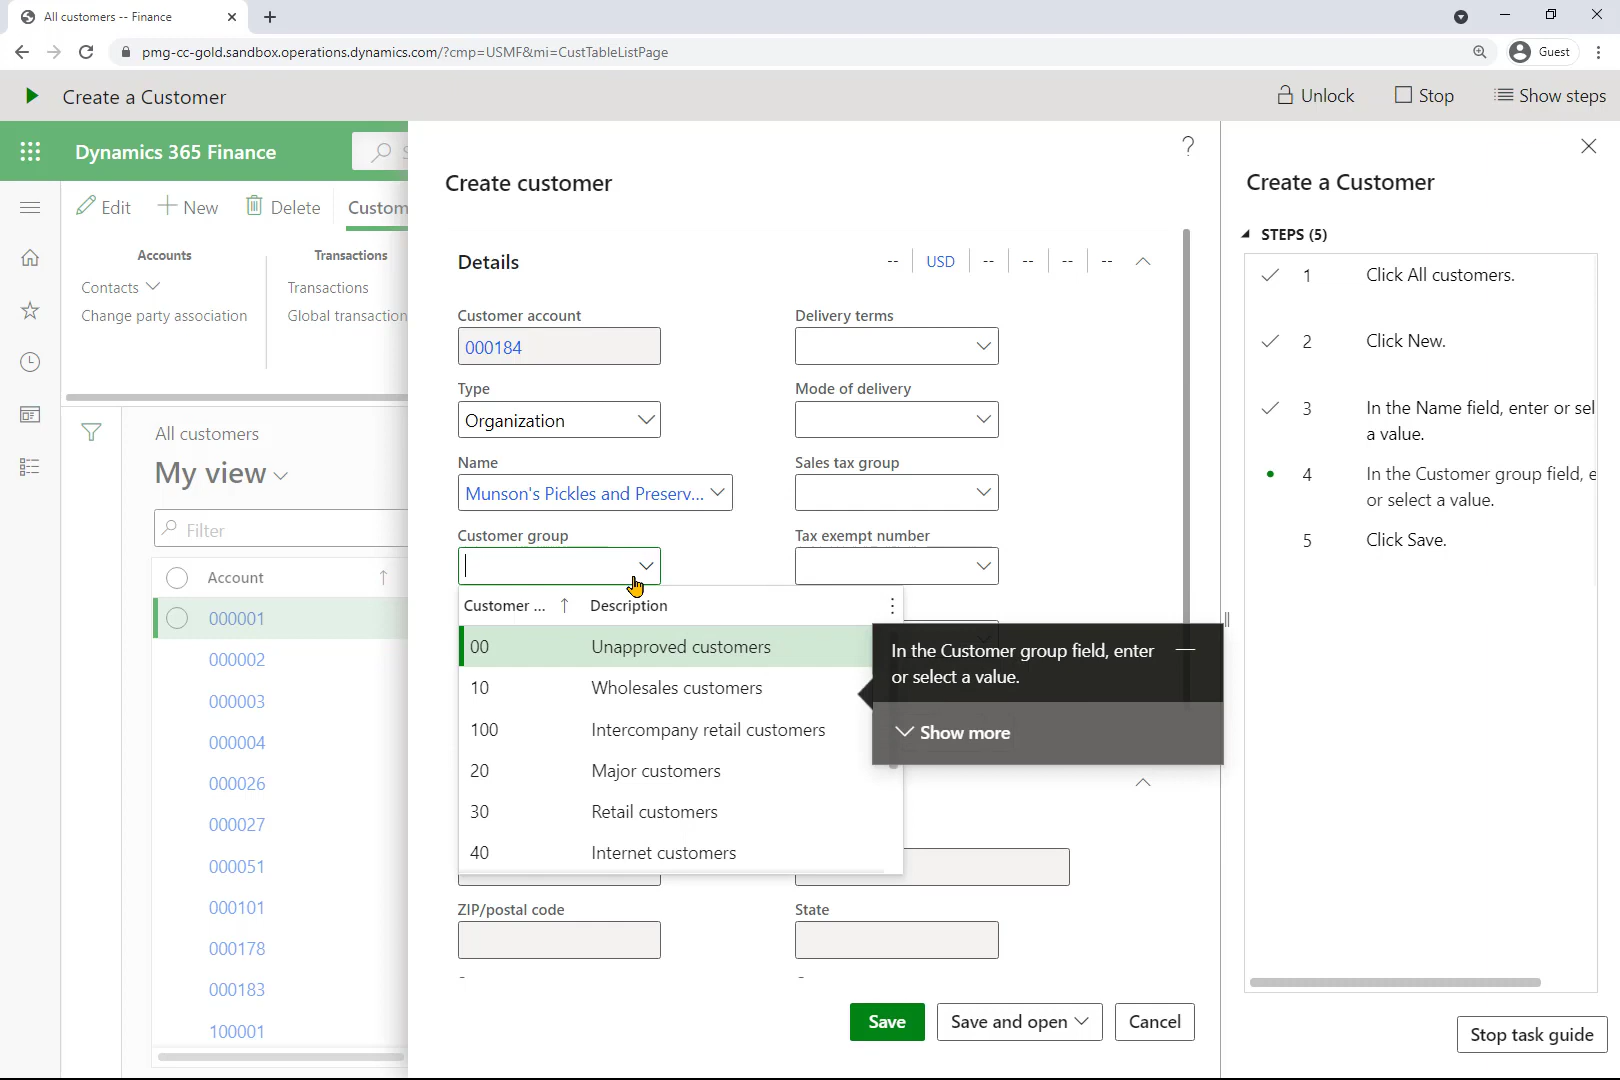 All customers -- Finance
pmg-cc-gold.sandbox.operations.dynamics.com/?cmp=USMF&mi=CustTableListPage
Guest
Create a Customer
Unlock
Stop
Show steps
Dynamics 365 Finance
Edit
New
Delete
Custom
Accounts
Transactions
Contacts
Transactions
Change party association
Global transaction
All customers
My view
Filter
Account
000001
000002
000003
000004
000026
000027
000051
000101
000178
000183
100001
?
Create customer
Details
-- USD -- -- -- --
Customer account
000184
Type
Organization
Name
Munson's Pickles and Preserv...
Customer group
Delivery terms
Mode of delivery
Sales tax group
Tax exempt number
Customer ... Description
00 Unapproved customers
10 Wholesales customers
100 Intercompany retail customers
20 Major customers
30 Retail customers
40 Internet customers
In the Customer group field, enter
or select a value.
Show more
ZIP/postal code
State
Save
Save and open
Cancel
Create a Customer
STEPS (5)
1 Click All customers.
2 Click New.
3 In the Name field, enter or sel
a value.
4 In the Customer group field, e
or select a value.
5 Click Save.
Stop task guide